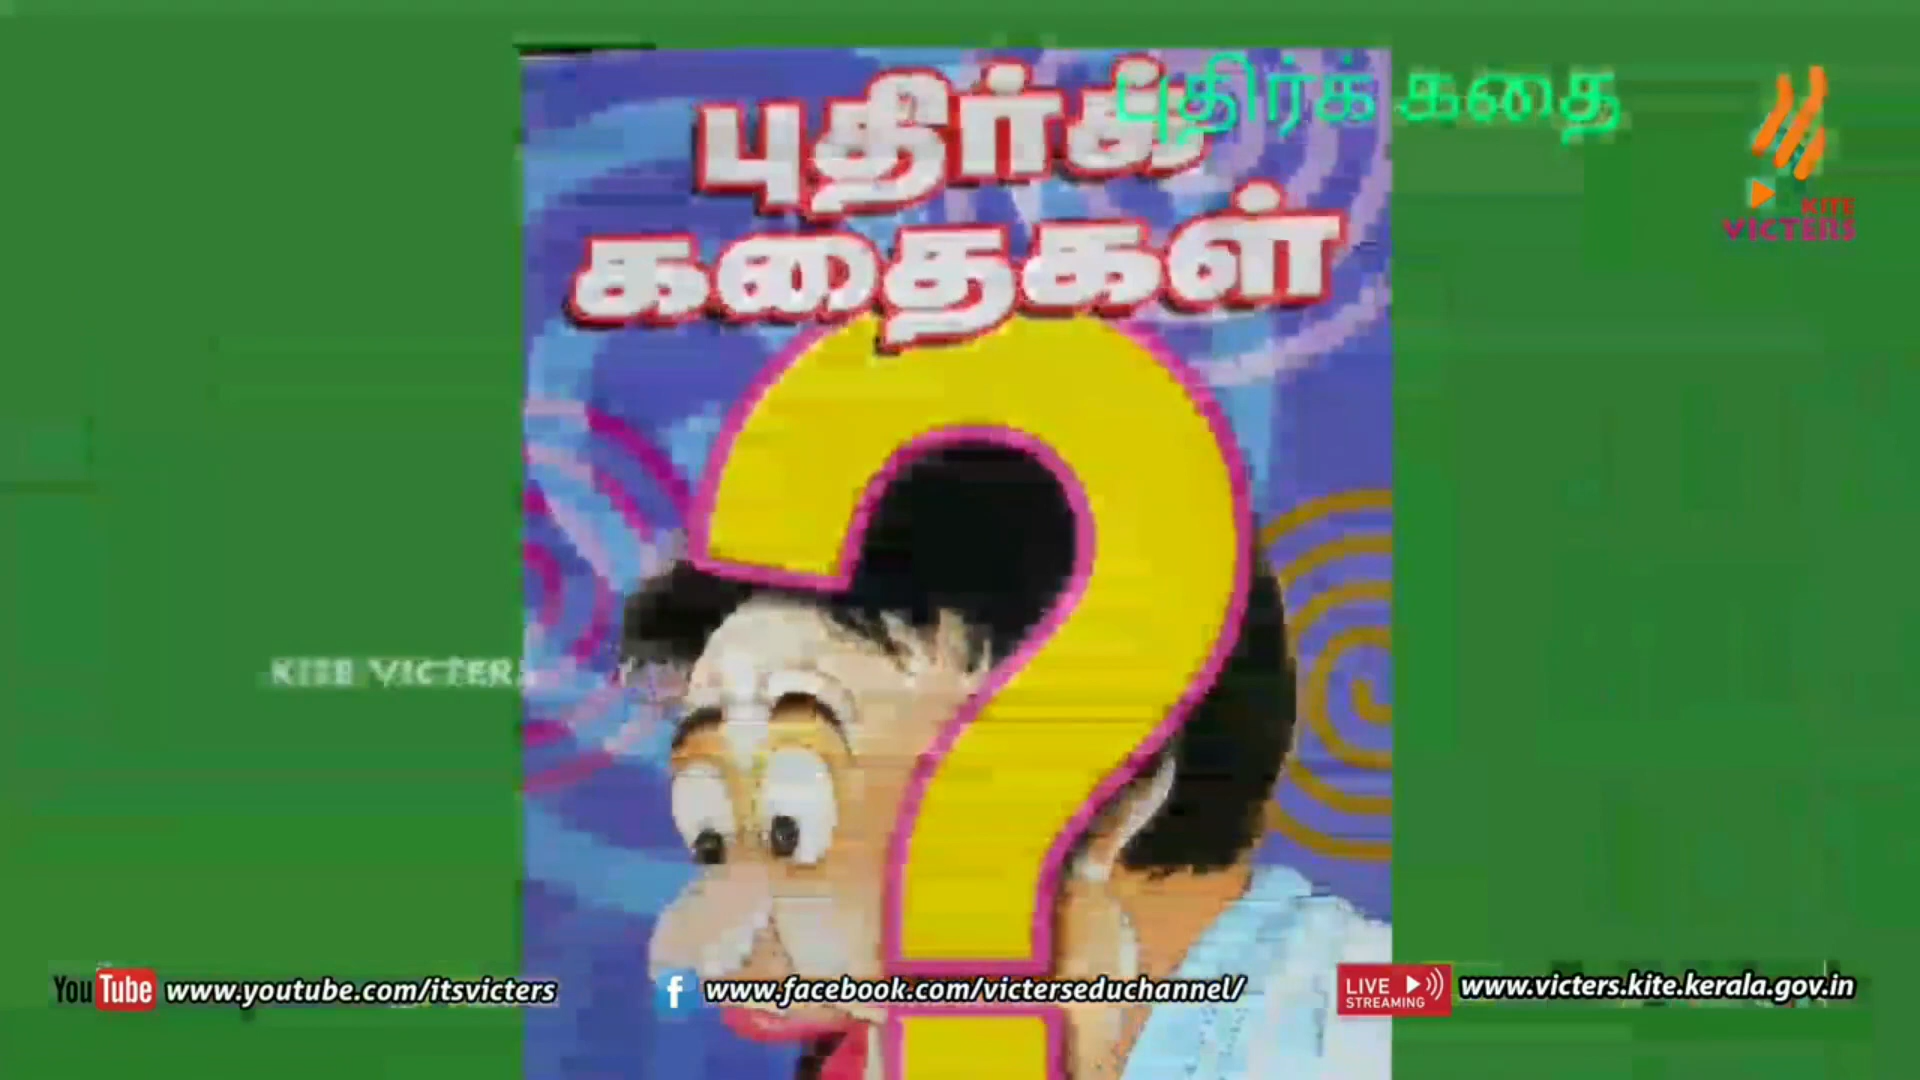 புதிர்க் கதை
புதிர்க்
கதைகள்
KITE
VICTERS
KITE VICTERS
You Tube www.youtube.com/itsvicters
f www.facebook.com/victerseduchannel/
LIVE STREAMING www.victers.kite.kerala.gov.in